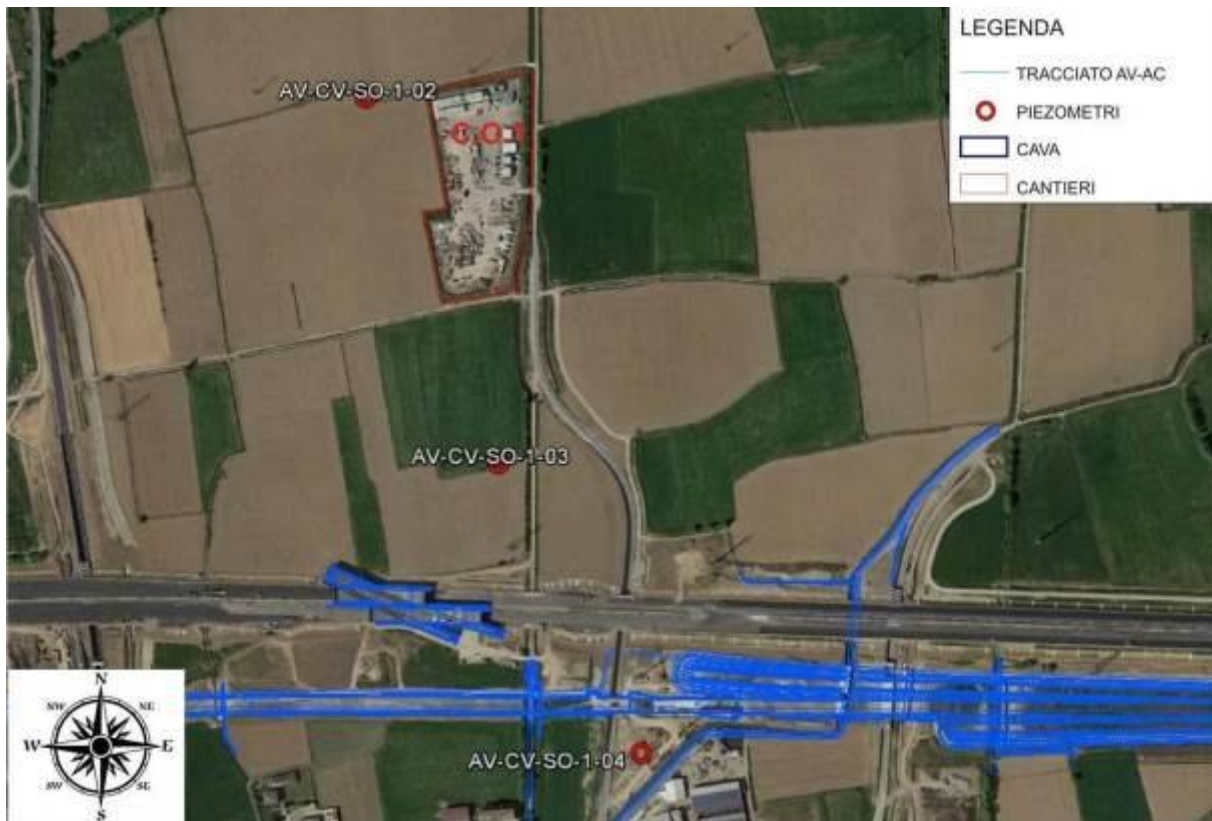 LEGENDA
TRACCIATO AV-AC
PIEZOMETRI
CAVA
CANTIERI
AV-CV-SO-1-02
AV-CV-SO-1-03
AV-CV-SO-1-04
N
NW NE
W E
SW SE
S